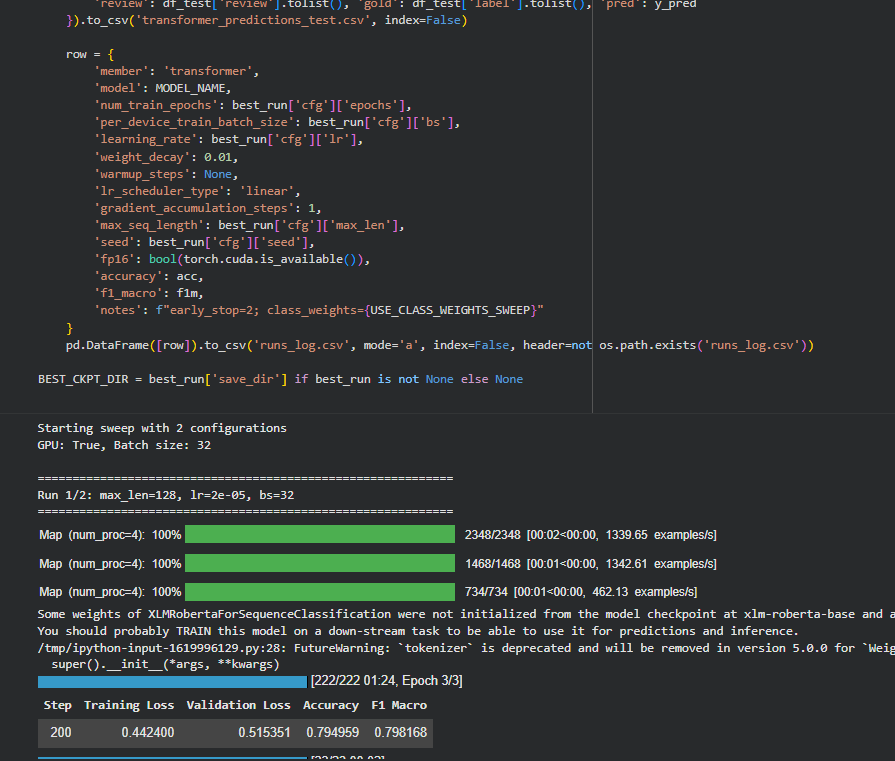 'review': df_test['review'].tolist(), 'gold': df_test['label'].tolist(), 'pred': y_pred
}).to_csv('transformer_predictions_test.csv', index=False)
row = {
'member': 'transformer',
'model': MODEL_NAME,
'num_train_epochs': best_run['cfg']['epochs'],
'per_device_train_batch_size': best_run['cfg']['bs'],
'learning_rate': best_run['cfg']['lr'],
'weight_decay': 0.01,
'warmup_steps': None,
'lr_scheduler_type': 'linear',
'gradient_accumulation_steps': 1,
'max_seq_length': best_run['cfg']['max_len'],
'seed': best_run['cfg']['seed'],
'fp16': bool(torch.cuda.is_available()),
'accuracy': acc,
'f1_macro': f1m,
'notes': f"early_stop=2; class_weights={USE_CLASS_WEIGHTS_SWEEP}"
}
pd.DataFrame([row]).to_csv('runs_log.csv', mode='a', index=False, header=not os.path.exists('runs_log.csv'))
BEST_CKPT_DIR = best_run['save_dir'] if best_run is not None else None
Starting sweep with 2 configurations
GPU: True, Batch size: 32
============================================================
Run 1/2: max_len=128, lr=2e-05, bs=32
============================================================
Map (num_proc=4): 100% 2348/2348 [00:02<00:00, 1339.65 examples/s]
Map (num_proc=4): 100% 1468/1468 [00:01<00:00, 1342.61 examples/s]
Map (num_proc=4): 100% 734/734 [00:01<00:00, 462.13 examples/s]
Some weights of XLMRobertaForSequenceClassification were not initialized from the model checkpoint at xlm-roberta-base and a
You should probably TRAIN this model on a down-stream task to be able to use it for predictions and inference.
/tmp/ipython-input-1619996129.py:28: FutureWarning: `tokenizer` is deprecated and will be removed in version 5.0.0 for `Weig
super().__init__(*args, **kwargs)
[222/222 01:24, Epoch 3/3]
Step Training Loss Validation Loss Accuracy F1 Macro
200 0.442400 0.515351 0.794959 0.798168